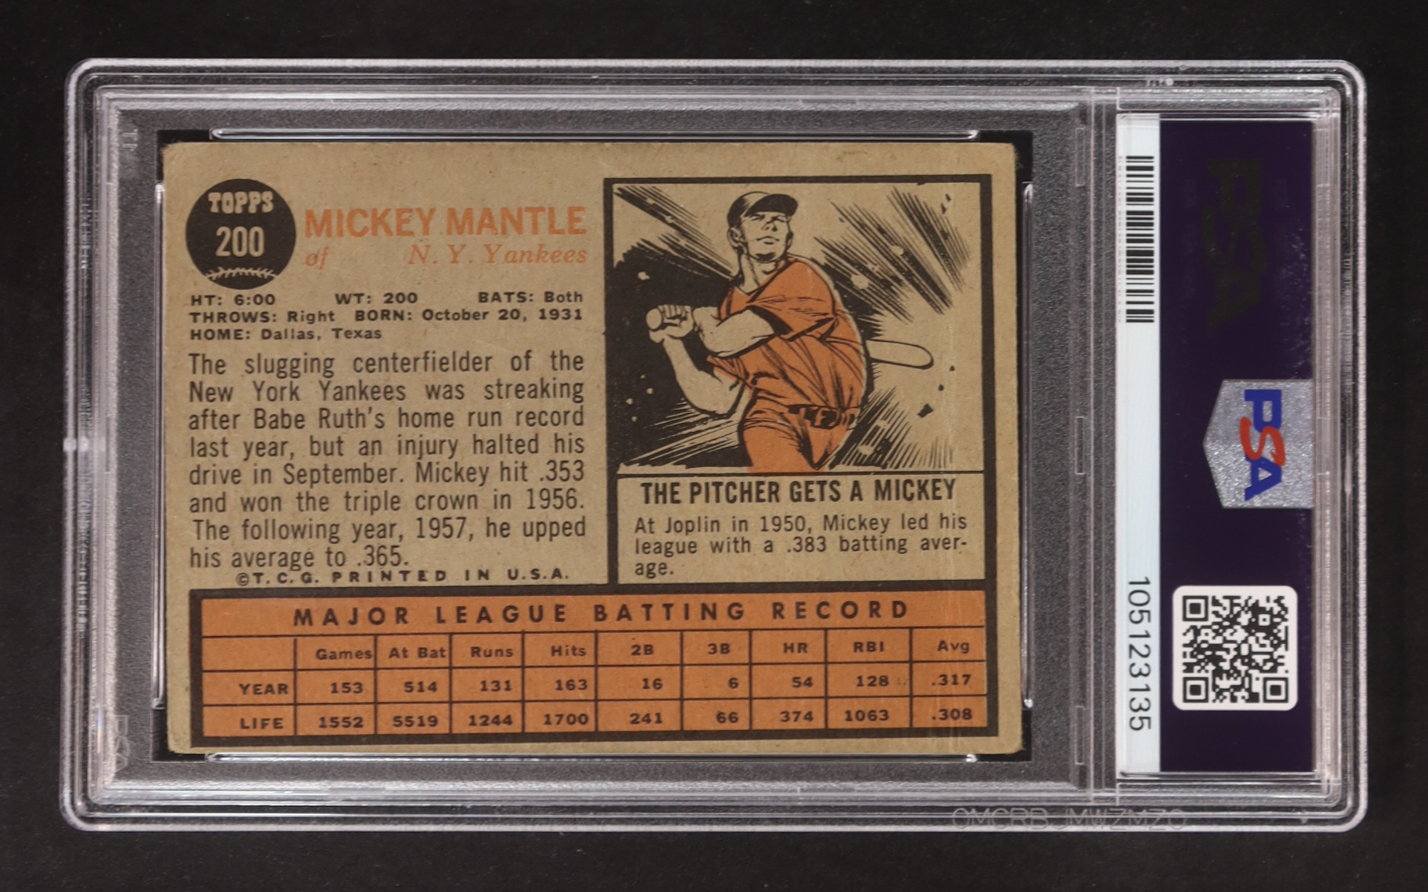 TOPPS
200
MICKEY MANTLE
of N. Y. Yankees
HT: 6:00 WT: 200 BATS: Both
THROWS: Right BORN: October 20, 1931
HOME: Dallas, Texas
The slugging centerfielder of the
New York Yankees was streaking
after Babe Ruth's home run record
last year, but an injury halted his
drive in September. Mickey hit .353
and won the triple crown in 1956.
The following year, 1957, he upped
his average to .365.
©T.C.G. PRINTED IN U.S.A.
THE PITCHER GETS A MICKEY
At Joplin in 1950, Mickey led his
league with a .383 batting aver-
age.
MAJOR LEAGUE BATTING RECORD
Games At Bat Runs Hits 2B 3B HR RBI Avg
YEAR 153 514 131 163 16 6 54 128 .317
LIFE 1552 5519 1244 1700 241 66 374 1063 .308
PSA
PSA
105123135